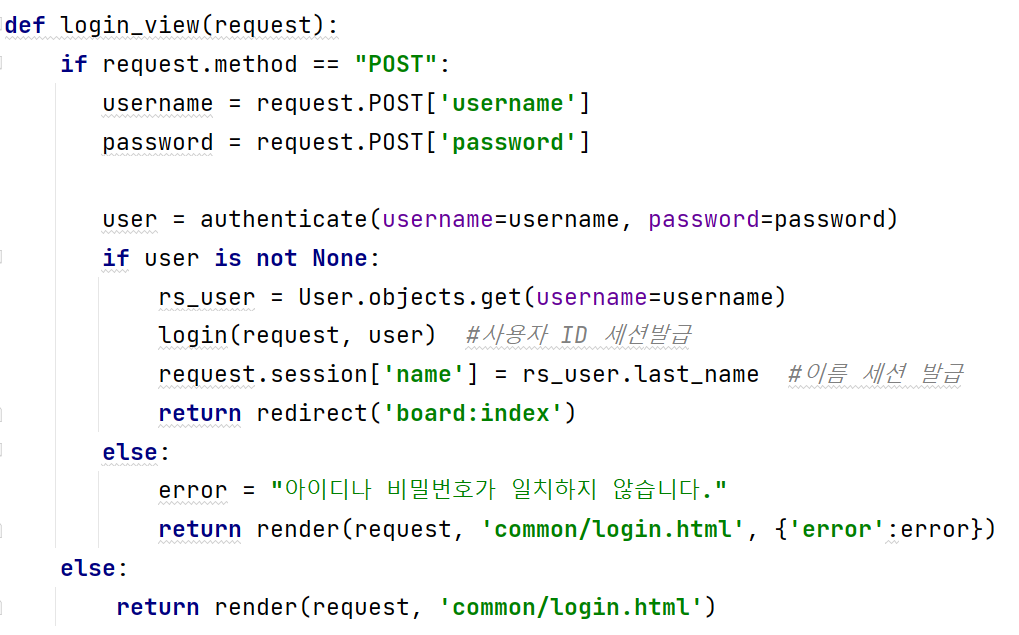 def login_view(request):
    if request.method == "POST":
       username = request.POST['username']
       password = request.POST['password']

       user = authenticate(username=username, password=password)
       if user is not None:
           rs_user = User.objects.get(username=username)
           login(request, user)  #사용자 ID 세션발급
           request.session['name'] = rs_user.last_name  #이름 세션 발급
           return redirect('board:index')
       else:
           error = "아이디나 비밀번호가 일치하지 않습니다."
           return render(request, 'common/login.html', {'error':error})
    else:
        return render(request, 'common/login.html')